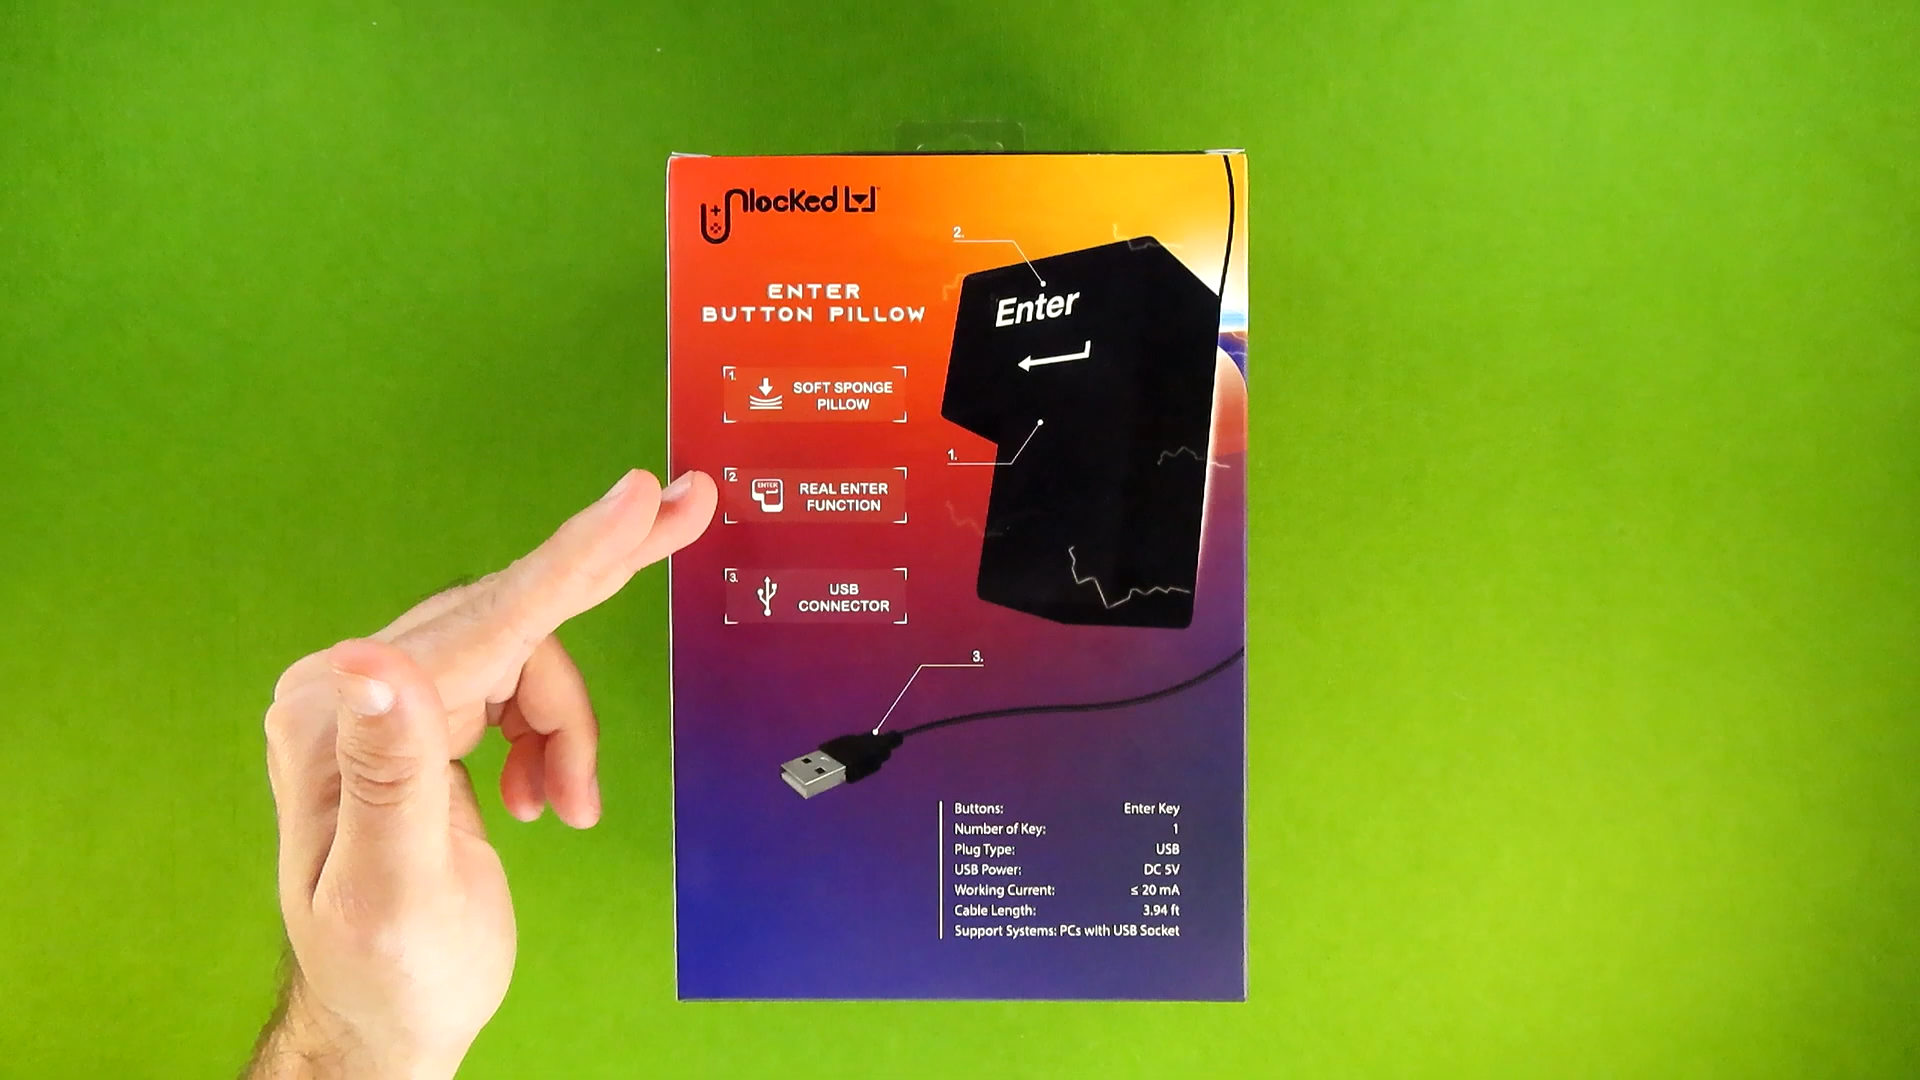 Unlocked Lvl
ENTER
BUTTON PILLOW
1.
SOFT SPONGE
PILLOW
2.
ENTER
REAL ENTER
FUNCTION
3.
USB
CONNECTOR
2.
Enter
1.
3.
Buttons: Enter Key
Number of Key: 1
Plug Type: USB
USB Power: DC 5V
Working Current: ≤ 20 mA
Cable Length: 3.94 ft
Support Systems: PCs with USB Socket